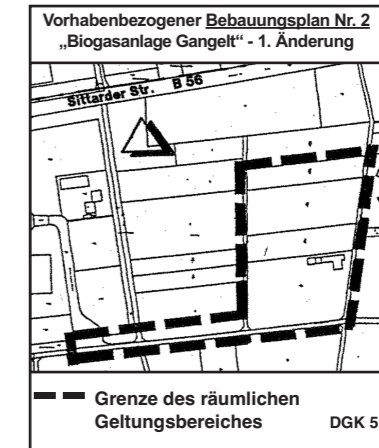 Vorhabenbezogener Bebauungsplan Nr. 2
„Biogasanlage Gangelt“ - 1. Änderung
Sittarder Str. B 56
Grenze des räumlichen
Geltungsbereiches DGK 5